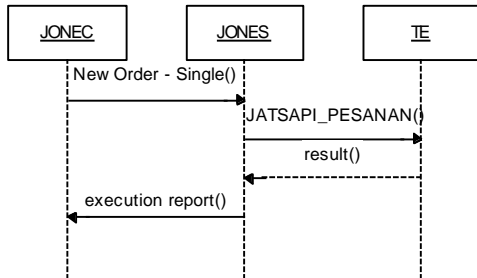 JONEC
JONES
TE
New Order - Single()
JATSAPI_PESANAN()
result()
execution report()